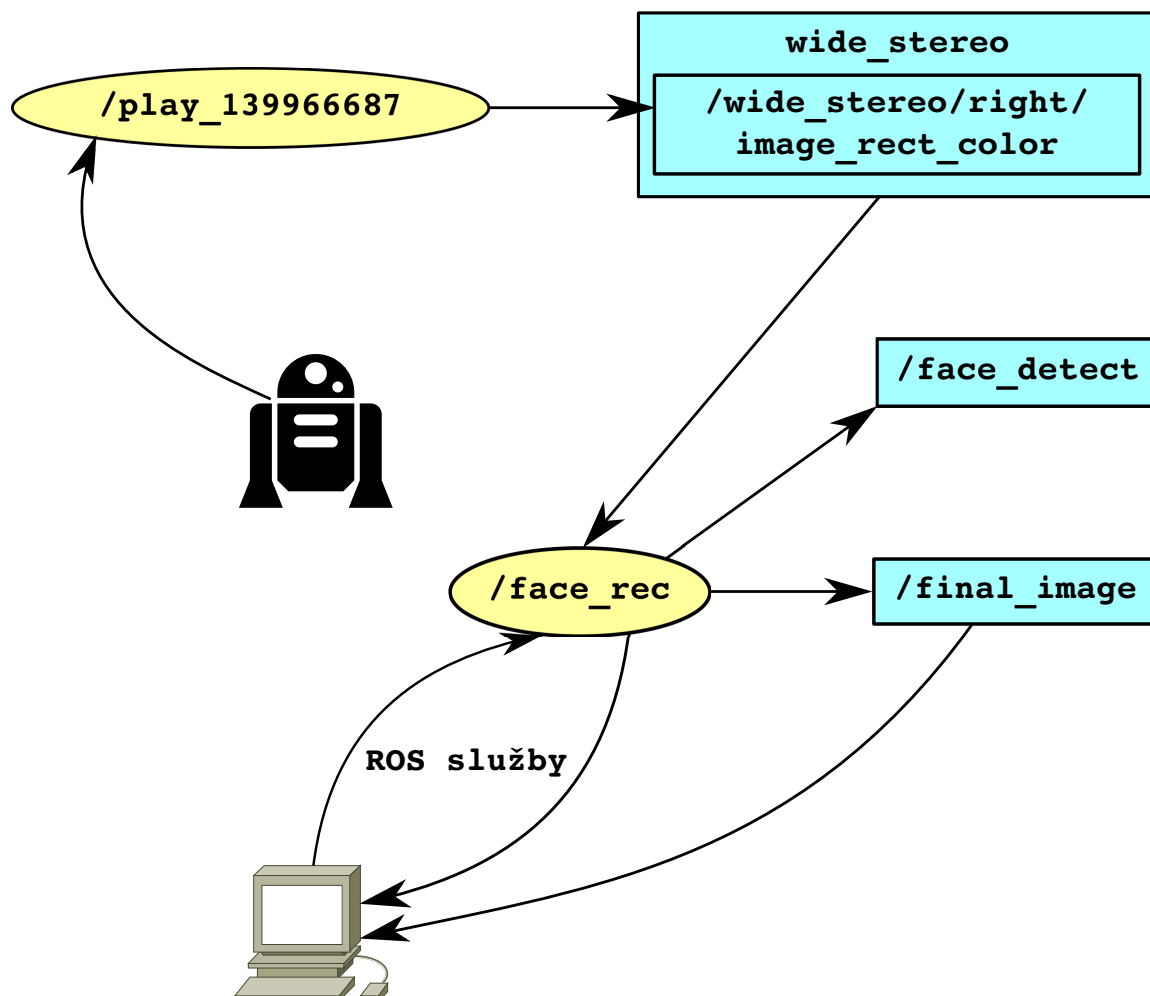 wide_stereo
/play_139966687
/wide_stereo/right/
image_rect_color
/face_detect
/face_rec
/final_image
ROS služby